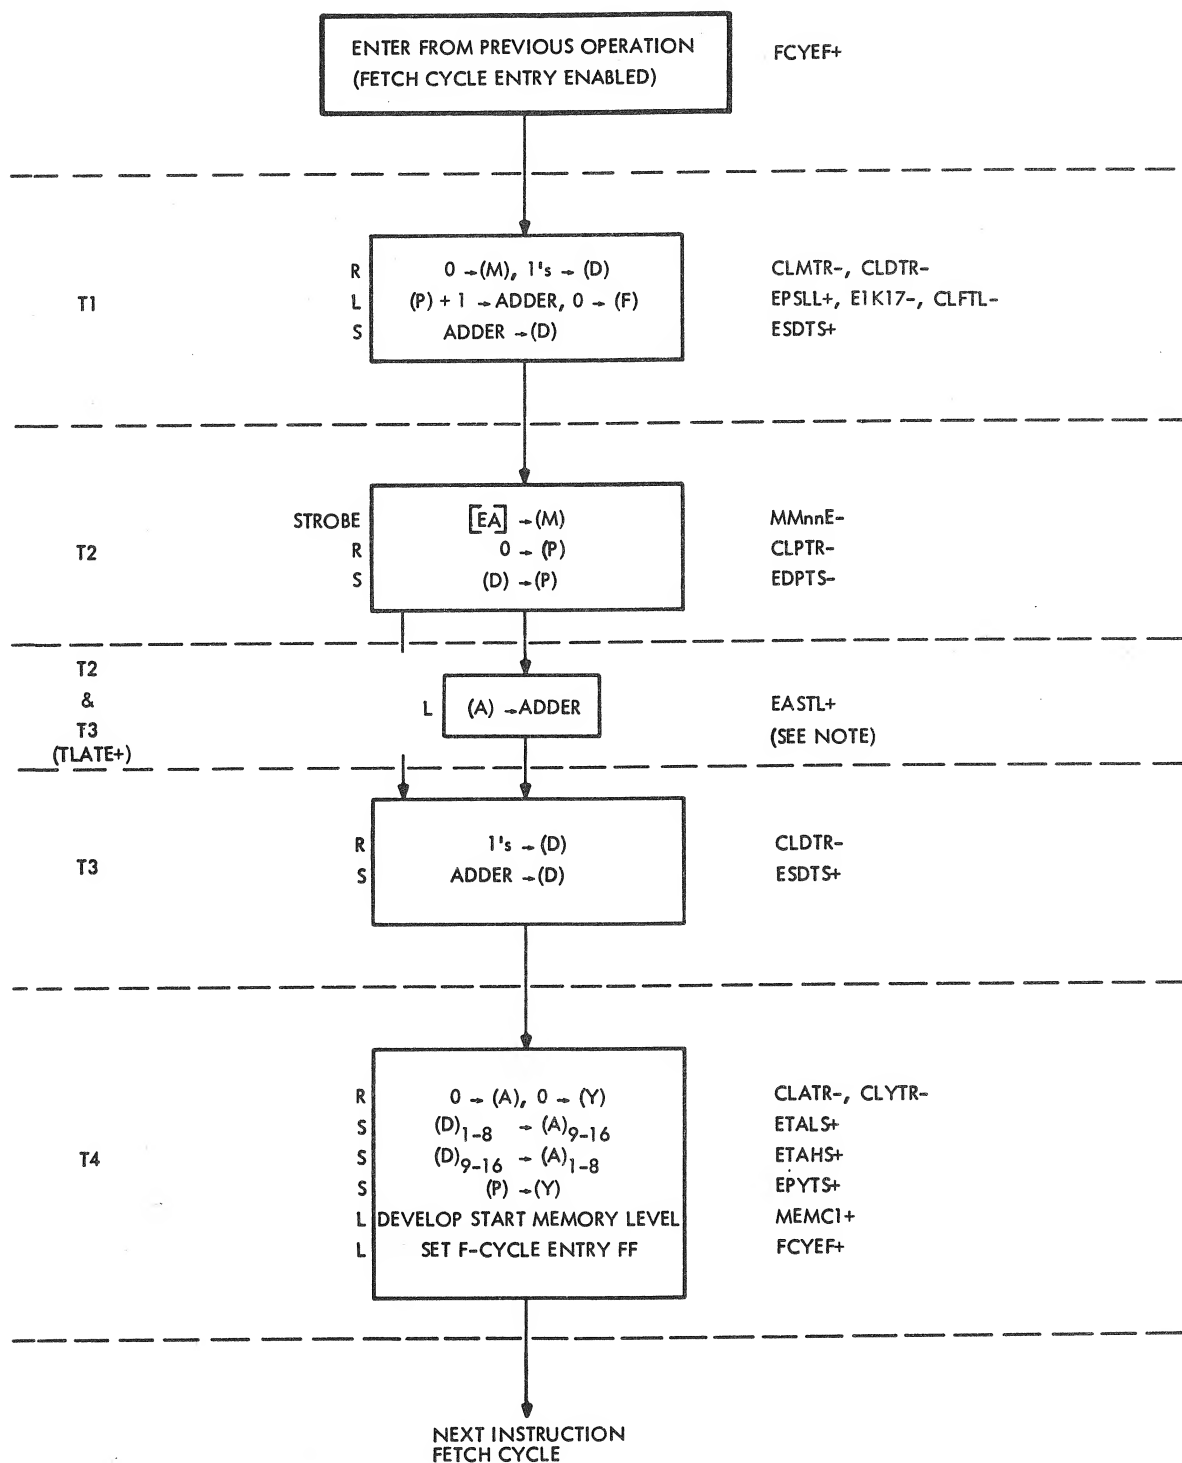 ENTER FROM PREVIOUS OPERATION FCYEF+
(FETCH CYCLE ENTRY ENABLED)
R 0 → (M), 1's → (D) CLMTR-, CLDTR-
T1 L (P) + 1 → ADDER, 0 → (F) EPSLL+, E1K17-, CLFTL-
S ADDER → (D) ESDTS+
STROBE [EA] → (M) MMnnE-
T2 R 0 → (P) CLPTR-
S (D) → (P) EDPTS-
T2
&
T3
(TLATE+)
L (A) → ADDER EASTL+
(SEE NOTE)
R 1's → (D) CLDTR-
T3 S ADDER → (D) ESDTS+
R 0 → (A), 0 → (Y) CLATR-, CLYTR-
S (D)1-8 → (A)9-16 ETALS+
T4 S (D)9-16 → (A)1-8 ETAHS+
S (P) → (Y) EPYTS+
L DEVELOP START MEMORY LEVEL MEMC1+
L SET F-CYCLE ENTRY FF FCYEF+
NEXT INSTRUCTION
FETCH CYCLE